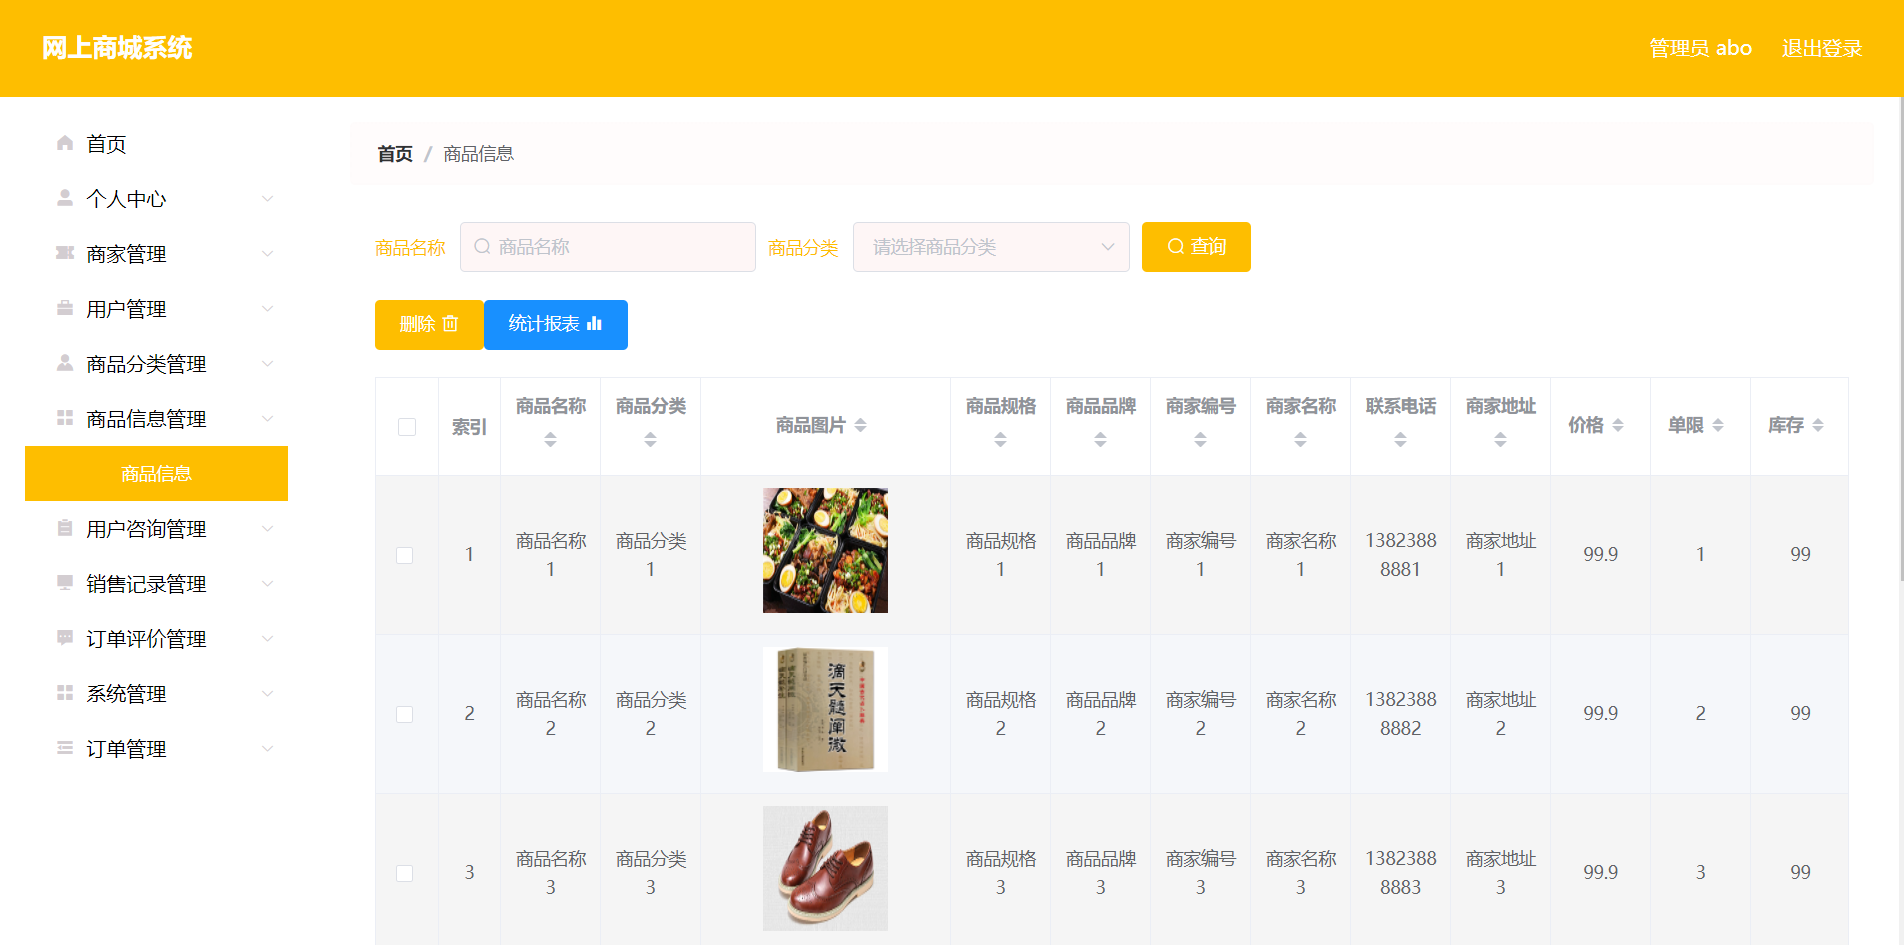 网上商城系统
管理员 abo 退出登录
首页
个人中心
商家管理
用户管理
商品分类管理
商品信息管理
商品信息
用户咨询管理
销售记录管理
订单评价管理
系统管理
订单管理
首页 / 商品信息
商品名称 商品名称 商品分类 请选择商品分类 查询
删除 统计报表
索引 商品名称 商品分类 商品图片 商品规格 商品品牌 商家编号 商家名称 联系电话 商家地址 价格 单限 库存
1 商品名称1 商品分类1 商品规格1 商品品牌1 商家编号1 商家名称1 13823888881 商家地址1 99.9 1 99
滴天髓阐微
2 商品名称2 商品分类2 商品规格2 商品品牌2 商家编号2 商家名称2 13823888882 商家地址2 99.9 2 99
3 商品名称3 商品分类3 商品规格3 商品品牌3 商家编号3 商家名称3 13823888883 商家地址3 99.9 3 99